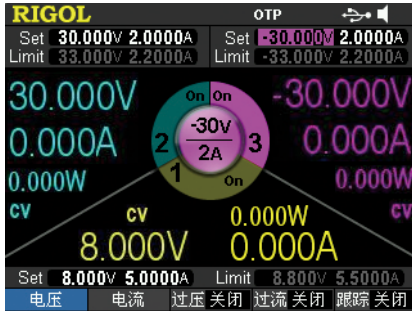 RIGOL OTP
Set 30.000V 2.0000A Set -30.000V 2.0000A
Limit 33.000V 2.2000A Limit -33.000V 2.2000A
30.000V On On -30.000V
-30V
0.000A 2 2A 3 0.000A
1
0.000W On 0.000W
CV CV 0.000W CV
8.000V 0.000A
Set 8.000V 5.0000A Limit 8.800V 5.5000A
电压 电流 过压 关闭 过流 关闭 跟踪 关闭